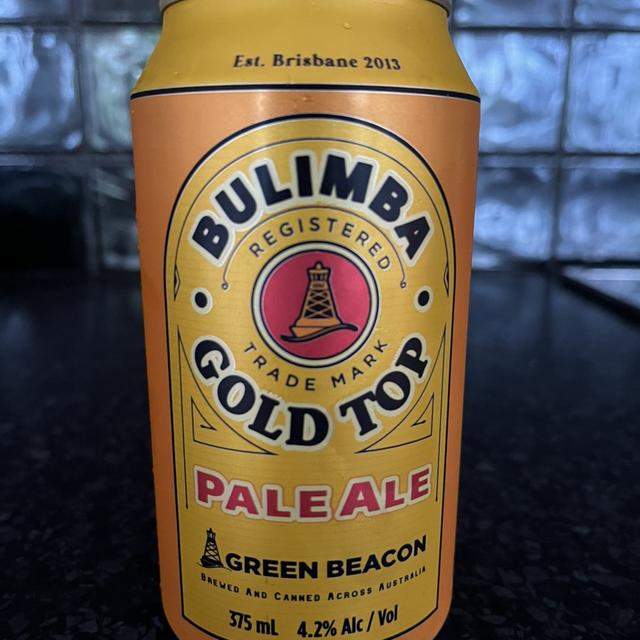 Est. Brisbane 2013
BULIMBA
REGISTERED
TRADE MARK
GOLD TOP
PALE ALE
GREEN BEACON
BREWED AND CANNED ACROSS AUSTRALIA
375 mL 4.2% Alc / Vol